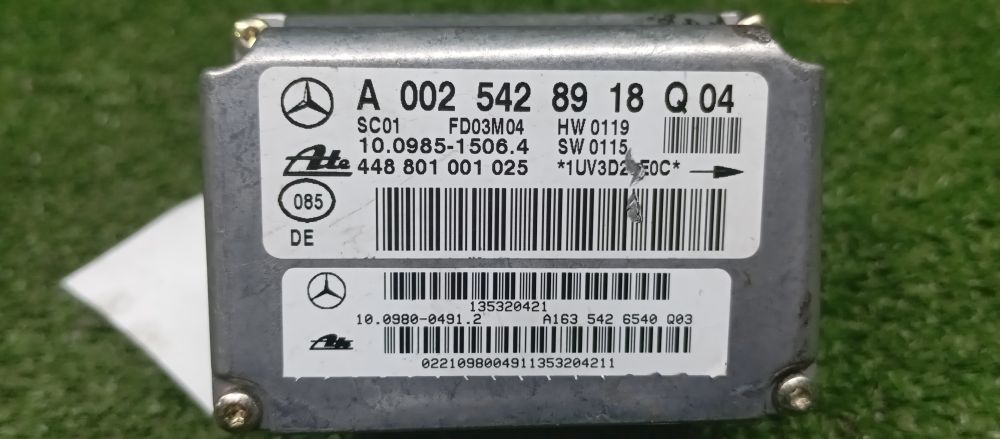 A 002 542 89 18 Q 04
SC01 FD03M04 HW 0119
10.0985-1506.4 SW 0115
Ate 448 801 001 025
085
DE
135320421
10.0980-0491.2 A163 542 6540 Q03
Ate
0221098004911353204211